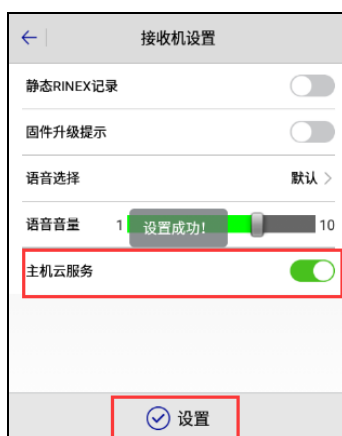 接收机设置
静态RINEX记录
固件升级提示
语音选择 默认 >
语音音量 1 设置成功! 10
主机云服务
设置